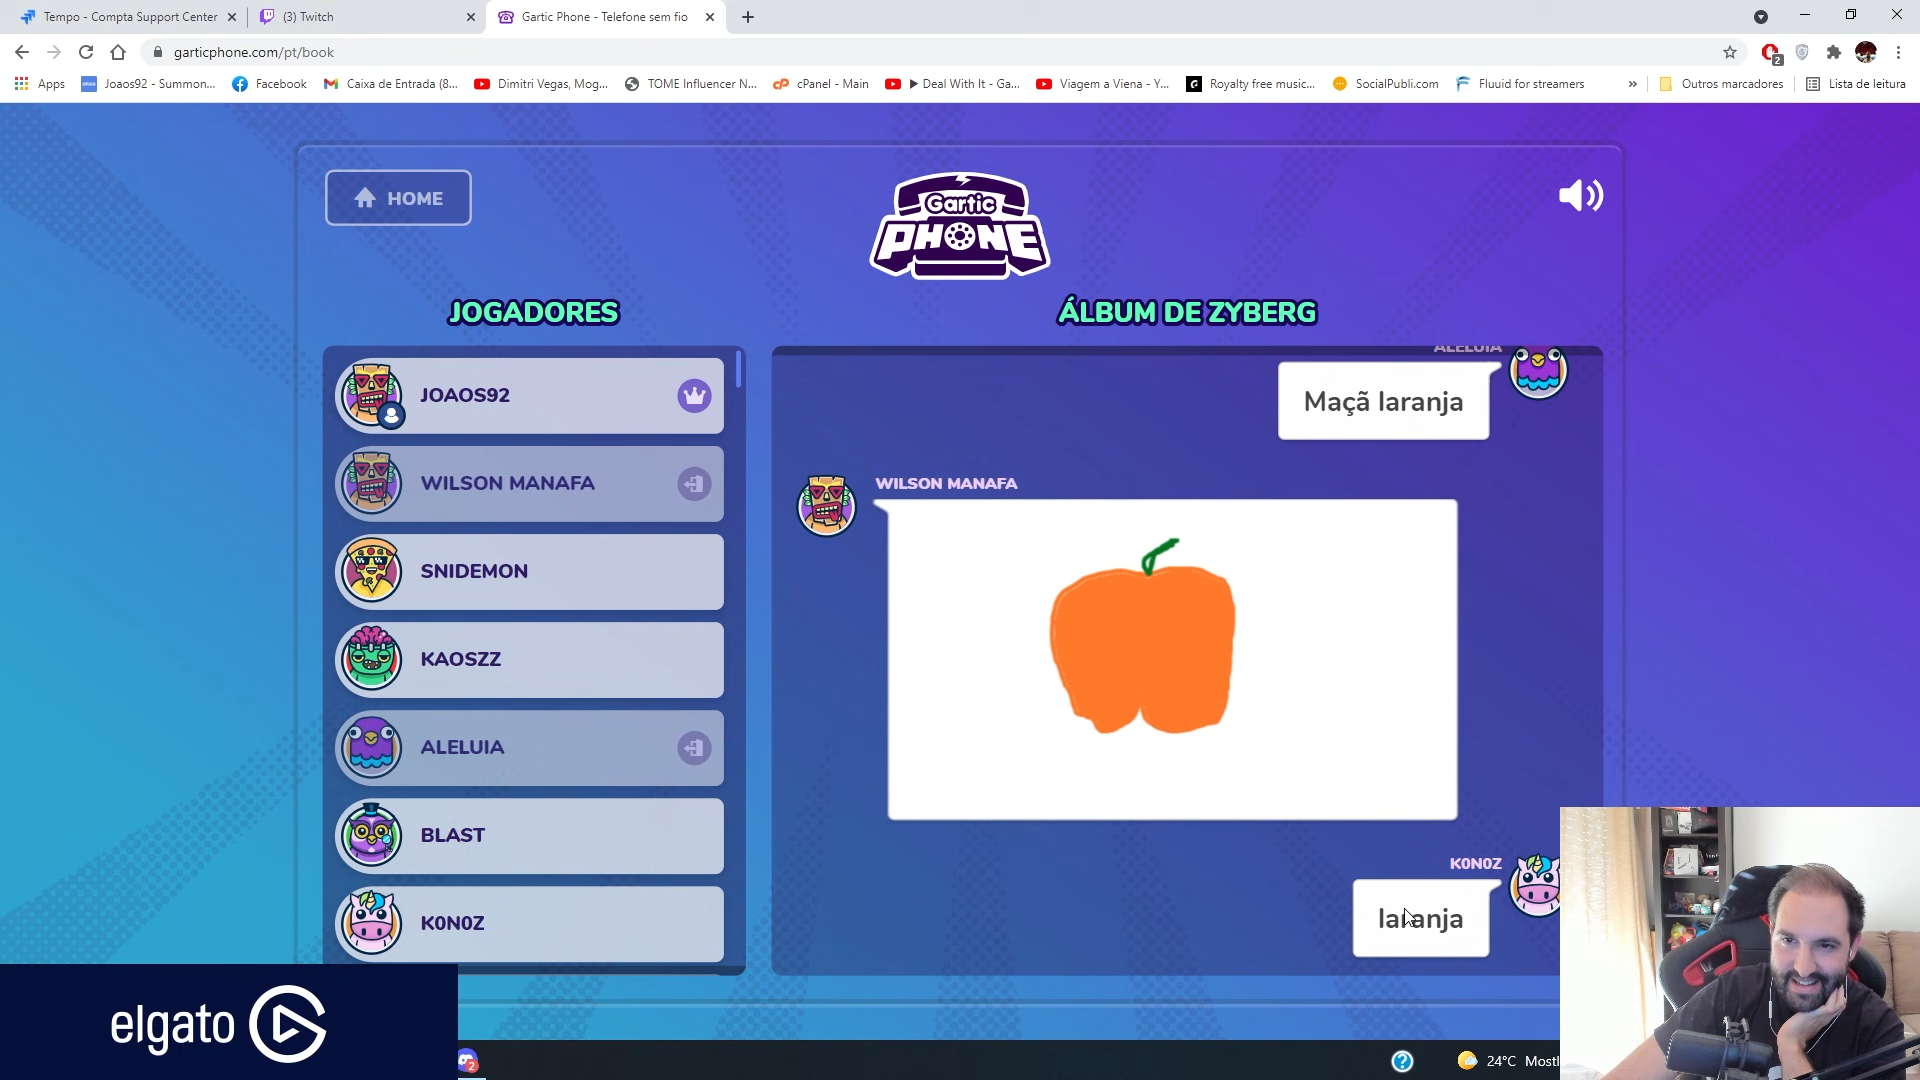 Tempo - Compta Support Center
(3) Twitch
Gartic Phone - Telefone sem fio
garticphone.com/pt/book
2
Apps
Joaos92 - Summon...
Facebook
Caixa de Entrada (8...
Dimitri Vegas, Mog...
TOME Influencer N...
cPanel - Main
Deal With It - Ga...
Viagem a Viena - Y...
Royalty free music...
SocialPubli.com
Fluuid for streamers
»
Outros marcadores
Lista de leitura
HOME
Gartic
PHONE
JOGADORES
ÁLBUM DE ZYBERG
JOAOS92
WILSON MANAFA
SNIDEMON
KAOSZZ
ALELUIA
BLAST
K0N0Z
ALELUIA
Maçã laranja
WILSON MANAFA
K0N0Z
laranja
elgato
2
24°C Mostl